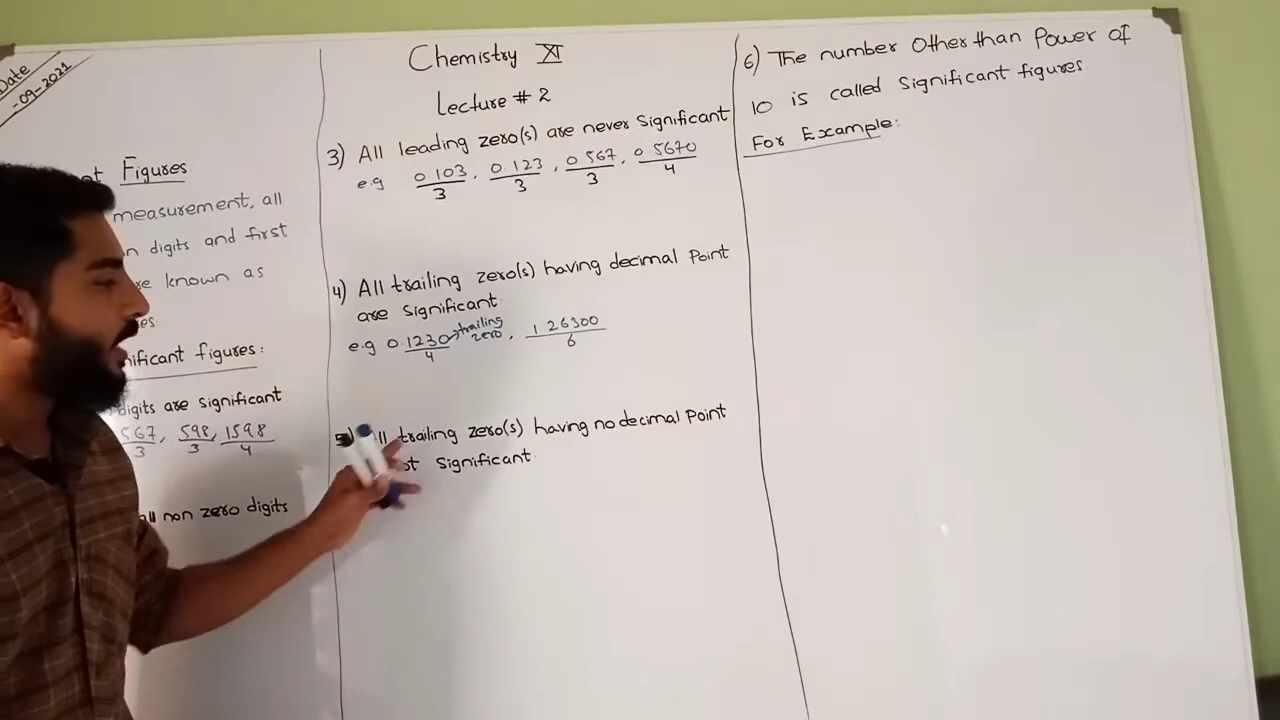 Date
-09-2021
Figures
measurement, all
digits and first
known as
significant figures:
digits are significant
567, 598, 1598
3 3 4
all non zero digits
Chemistry XI
Lecture # 2
3) All leading zero(s) are never significant
e.g 0.103, 0.123, 0.567, 0.5670
3 3 3 4
4) All trailing zero(s) having decimal Point
are significant
e.g 0.1230→trailing zero, 1.26300
4 6
5) All trailing zero(s) having no decimal Point
significant
6) The number Other than Power of
10 is called Significant figures
For Example: